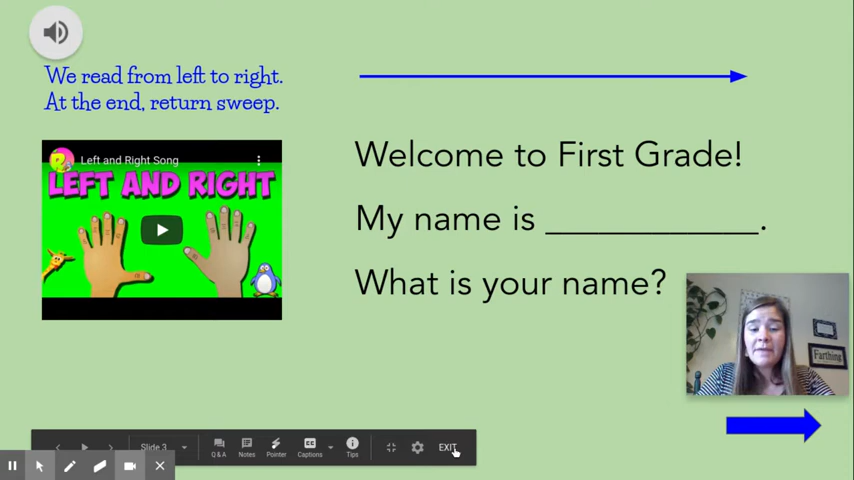 We read from left to right.
At the end, return sweep.
Left and Right Song
LEFT AND RIGHT
Welcome to First Grade!
My name is ____________.
What is your name?
Farthing
Slide 3
Q & A
Notes
Pointer
CC
Captions
Tips
EXIT